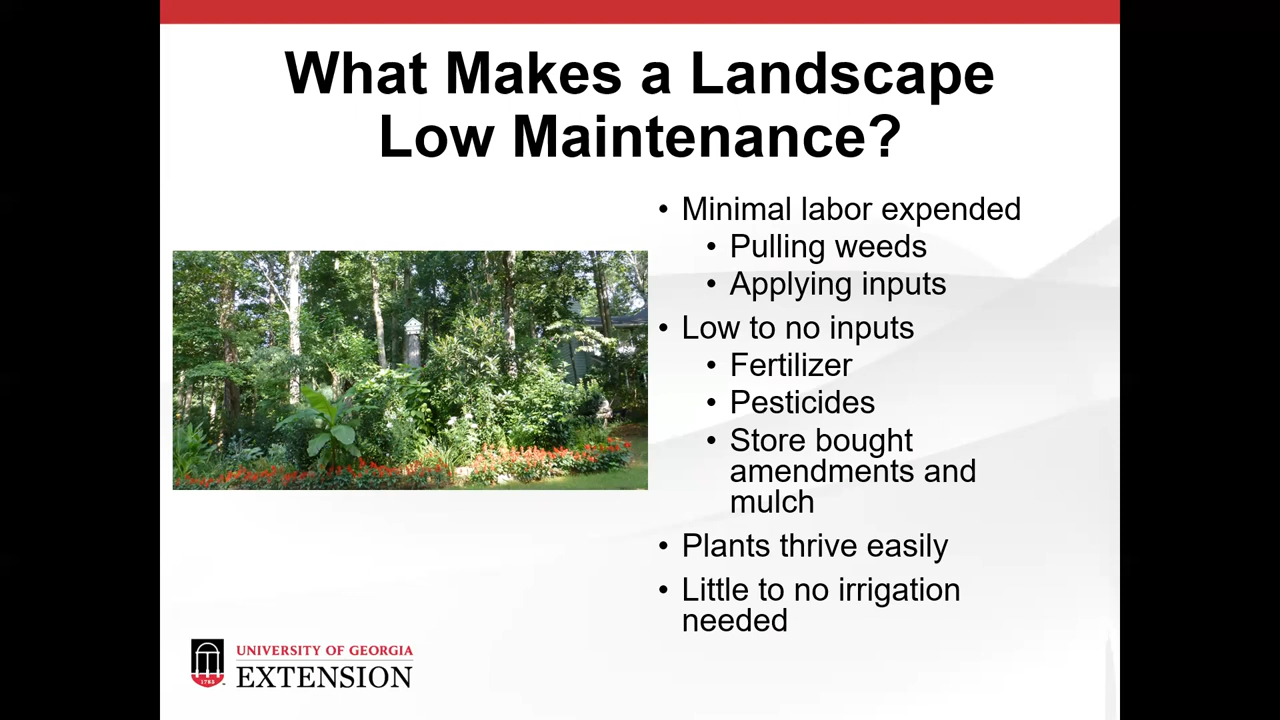 What Makes a Landscape
Low Maintenance?
• Minimal labor expended
• Pulling weeds
• Applying inputs
• Low to no inputs
• Fertilizer
• Pesticides
• Store bought
amendments and
mulch
• Plants thrive easily
• Little to no irrigation
needed
1785
UNIVERSITY OF GEORGIA
EXTENSION